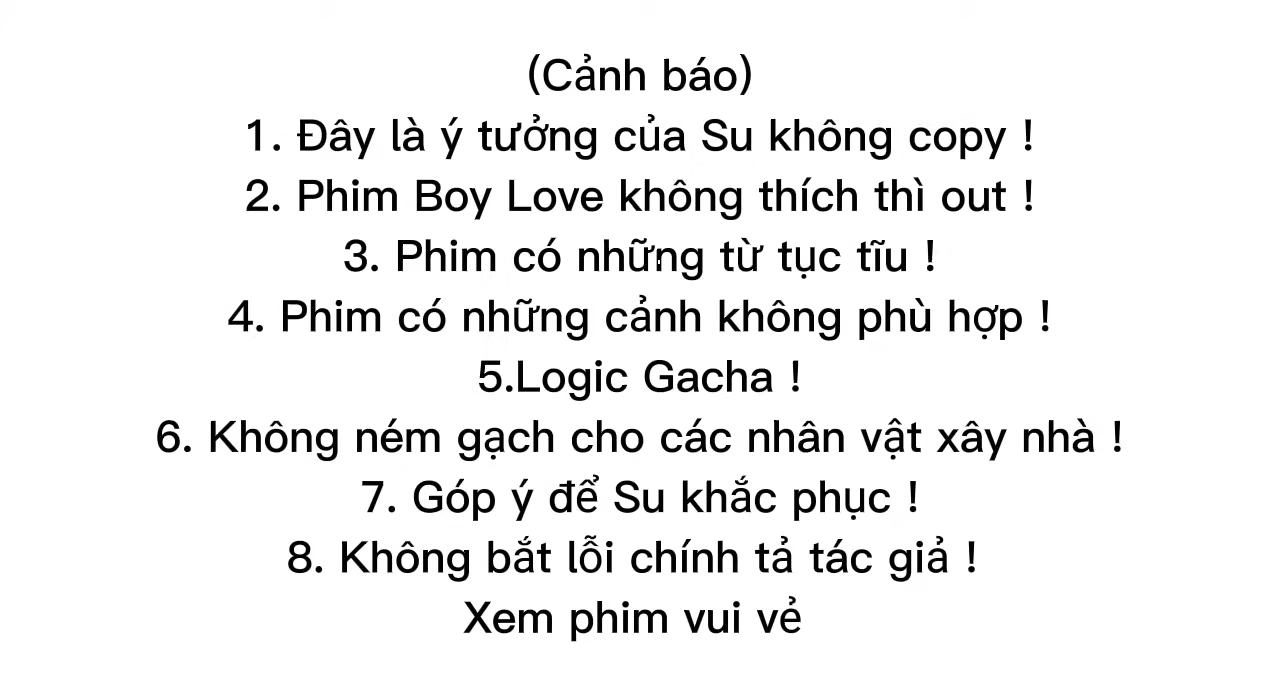 (Cảnh báo)
1. Đây là ý tưởng của Su không copy !
2. Phim Boy Love không thích thì out !
3. Phim có những từ tục tĩu !
4. Phim có những cảnh không phù hợp !
5.Logic Gacha !
6. Không ném gạch cho các nhân vật xây nhà !
7. Góp ý để Su khắc phục !
8. Không bắt lỗi chính tả tác giả !
Xem phim vui vẻ